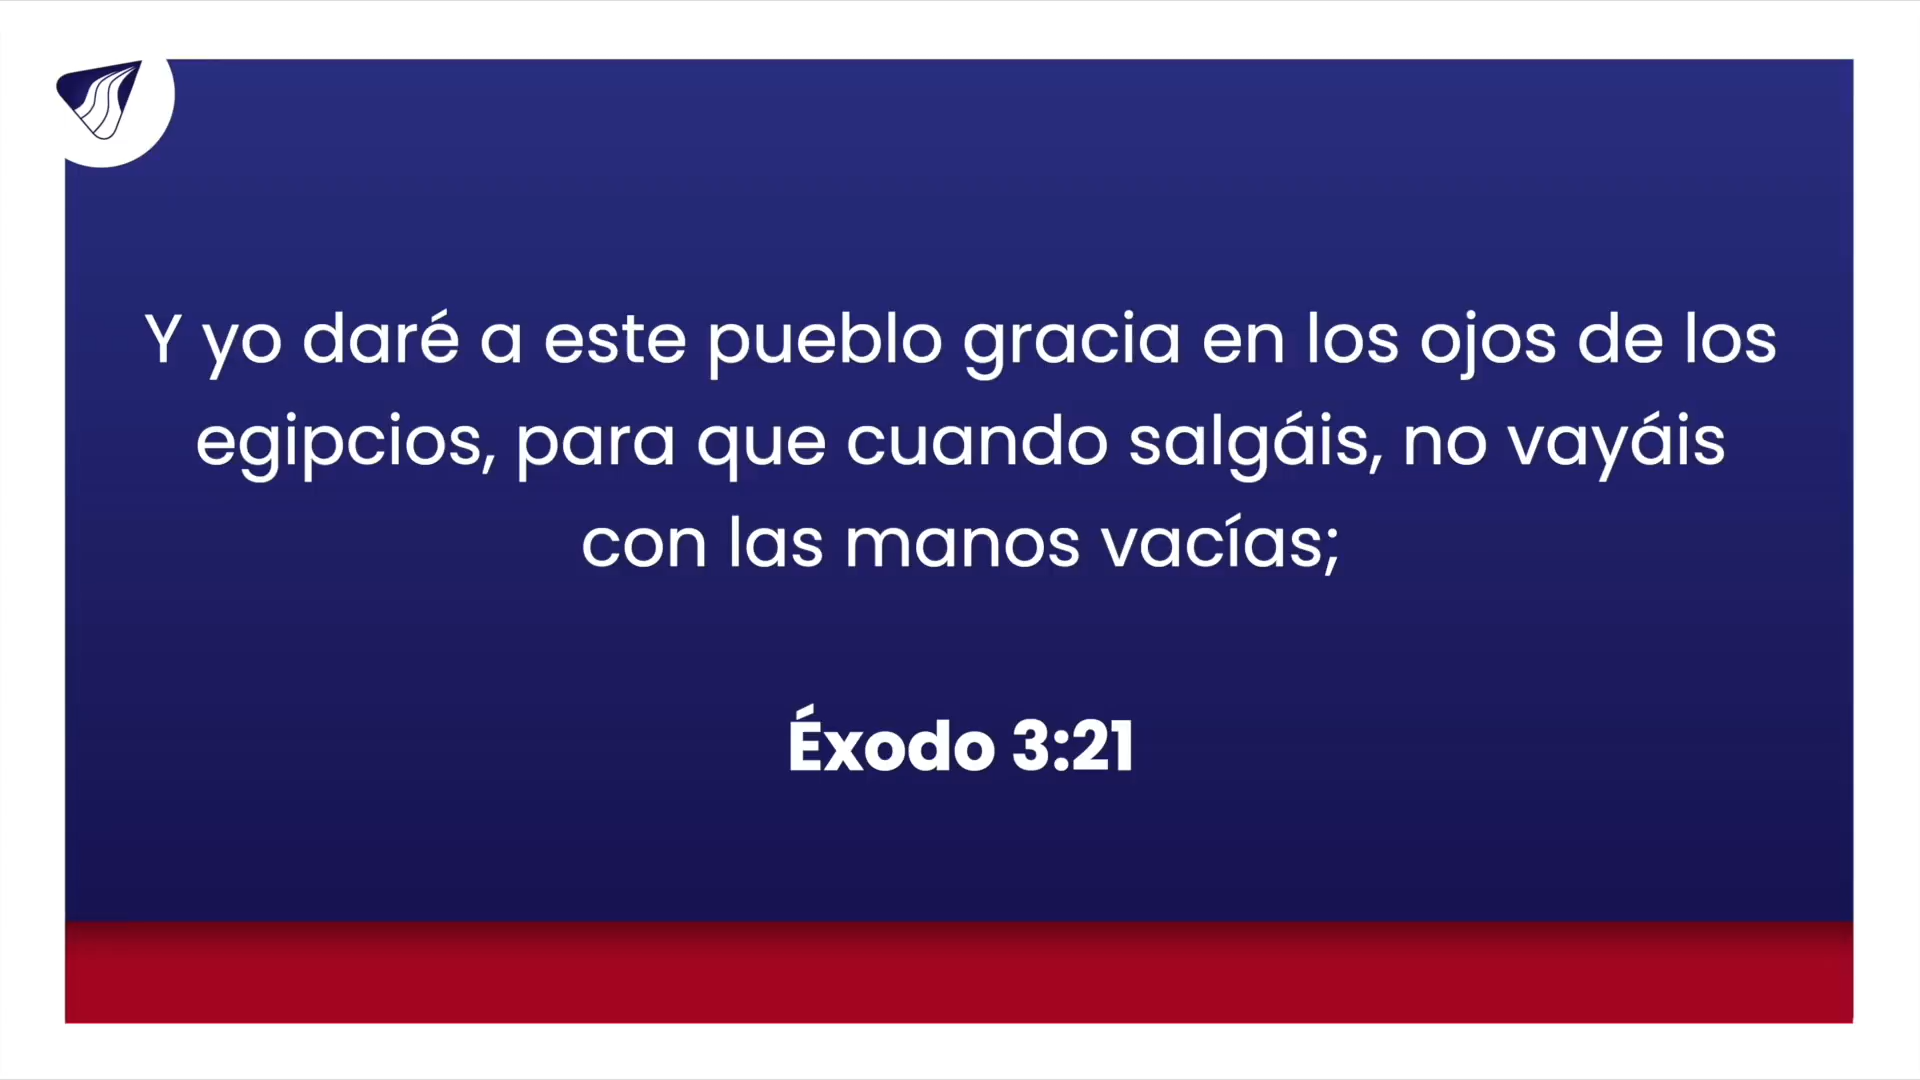 Y yo daré a este pueblo gracia en los ojos de los
egipcios, para que cuando salgáis, no vayáis
con las manos vacías;
Éxodo 3:21